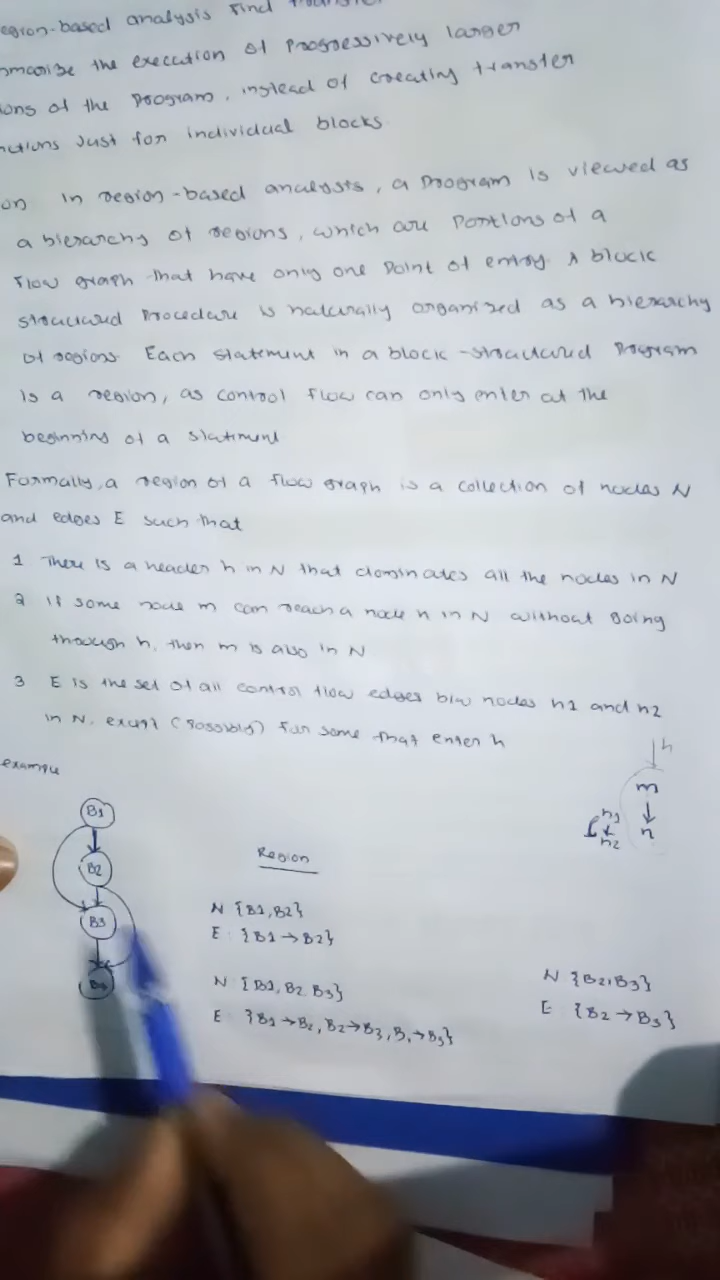 egion-based analysis find
mmarize the execution of progressively larger
ions of the program, instead of creating transfer
nctions Just for individual blocks.
on In region-based analysis, a program is viewed as
a hierarchy of regions, which are portions of a
flow graph that have only one point of entry. A block
structured procedure is naturally organized as a hierarchy
of regions. Each statement in a block-structured program
is a region, as control flow can only enter at the
beginning of a statement
Formally, a region of a flow graph is a collection of nodes N
and edges E such that
1 There is a header h in N that dominates all the nodes in N
2 If some node m can reach a node n in N without going
through h, then m is also in N
3 E is the set of all control flow edges b/w nodes n1 and n2
in N, except (possibly) for some that enter h
h
m
n
n1
n2
example
B1
B2
B3
B4
Region
N {B1, B2}
E : {B1 → B2}
N {B1, B2 B3}
E {B1 → B2, B2 → B3, B1 → B3}
N {B2, B3}
E {B2 → B3}